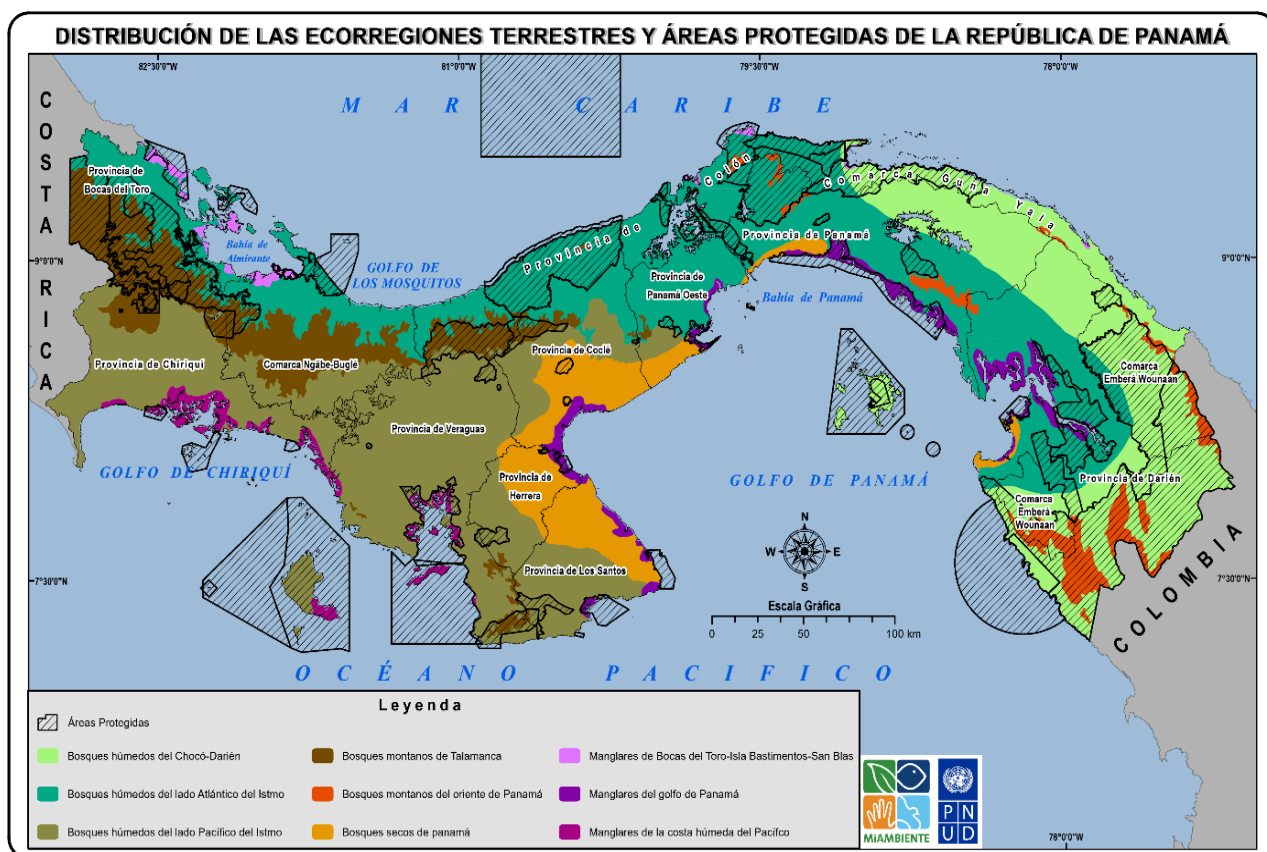 DISTRIBUCIÓN DE LAS ECORREGIONES TERRESTRES Y ÁREAS PROTEGIDAS DE LA REPÚBLICA DE PANAMÁ
82°30'0"W
81°0'0"W
79°30'0"W
78°0'0"W
MAR CARIBE
COSTA RICA
Provincia de
Bocas del Toro
Bahía de
Almirante
GOLFO DE
LOS MOSQUITOS
Provincia de
Colón
Comarca Guna Yala
Provincia de Panamá
9°0'0"N
9°0'0"N
Provincia de
Panamá Oeste
Bahía de Panamá
Provincia de Chiriquí
Comarca Ngäbe-Buglé
Provincia de Coclé
Comarca
Emberá Wounaan
Provincia de Veraguas
GOLFO DE CHIRIQUÍ
Provincia de
Herrera
GOLFO DE PANAMÁ
Provincia de Darién
Comarca
Emberá
Wounaan
N
W
E
S
Provincia de Los Santos
7°30'0"N
7°30'0"N
COLOMBIA
Escala Gráfica
0 25 50 100 km
OCÉANO PACIFICO
Leyenda
Áreas Protegidas
Bosques húmedos del Chocó-Darién
Bosques montanos de Talamanca
Manglares de Bocas del Toro-Isla Bastimentos-San Blas
Bosques húmedos del lado Atlántico del Istmo
Bosques montanos del oriente de Panamá
Manglares del golfo de Panamá
Bosques húmedos del lado Pacífico del Istmo
Bosques secos de panamá
Manglares de la costa húmeda del Pacífco
MiAMBIENTE
P N
U D
78°0'0"W